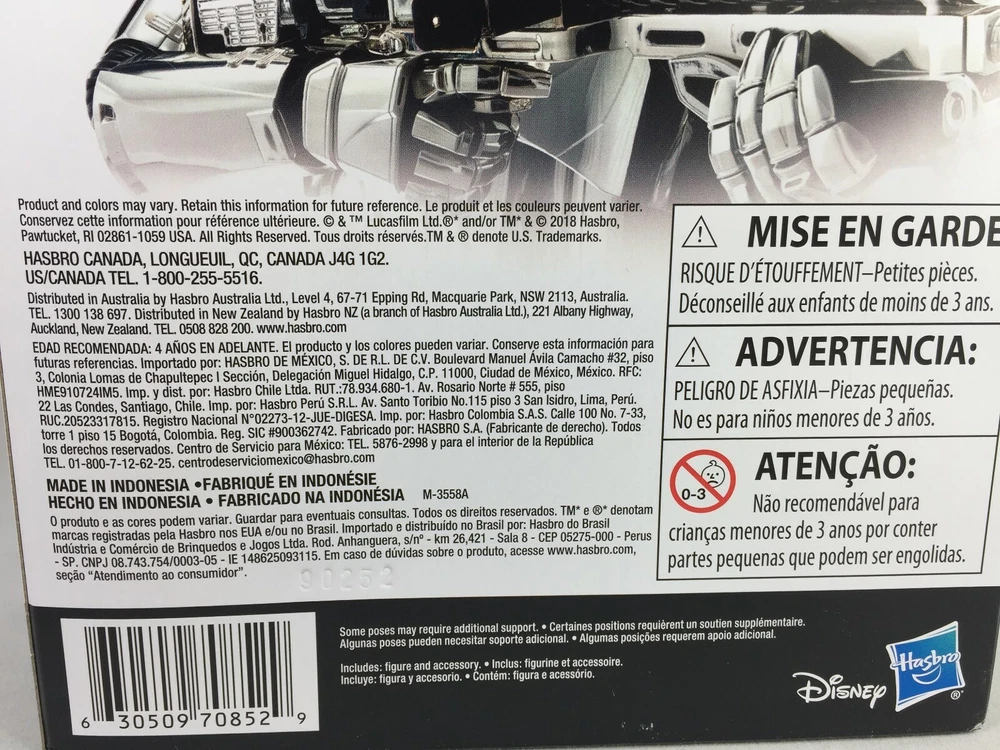 Product and colors may vary. Retain this information for future reference. Le produit et les couleurs peuvent varier.
Conservez cette information pour référence ultérieure. © & ™ Lucasfilm Ltd.®* and/or TM* & © 2018 Hasbro,
Pawtucket, RI 02861-1059 USA. All Rights Reserved. Tous droits réservés.TM & ® denote U.S. Trademarks.
HASBRO CANADA, LONGUEUIL, QC, CANADA J4G 1G2.
US/CANADA TEL. 1-800-255-5516.
Distributed in Australia by Hasbro Australia Ltd., Level 4, 67-71 Epping Rd, Macquarie Park, NSW 2113, Australia.
TEL. 1300 138 697. Distributed in New Zealand by Hasbro NZ (a branch of Hasbro Australia Ltd.), 221 Albany Highway,
Auckland, New Zealand. TEL. 0508 828 200. www.hasbro.com
EDAD RECOMENDADA: 4 AÑOS EN ADELANTE. El producto y los colores pueden variar. Conserve esta información para
futuras referencias. Importado por: HASBRO DE MÉXICO, S. DE R.L. DE C.V. Boulevard Manuel Ávila Camacho #32, piso
3, Colonia Lomas de Chapultepec I Sección, Delegación Miguel Hidalgo, C.P. 11000, Ciudad de México, México. RFC:
HME910724IM5. Imp. y dist. por: Hasbro Chile Ltda. RUT.:78.934.680-1. Av. Rosario Norte # 555, piso
22 Las Condes, Santiago, Chile. Imp. por: Hasbro Perú S.R.L. Av. Santo Toribio No.115 piso 3 San Isidro, Lima, Perú.
RUC.20523317815. Registro Nacional N°02273-12-JUE-DIGESA. Imp. por: Hasbro Colombia S.A.S. Calle 100 No. 7-33,
torre 1 piso 15 Bogotá, Colombia. Reg. SIC #900362742. Fabricado por: HASBRO S.A. (Fabricante de derecho). Todos
los derechos reservados. Centro de Servicio para México: TEL. 5876-2998 y para el interior de la República
TEL. 01-800-7-12-62-25. centrodeserviciomexico@hasbro.com
MADE IN INDONESIA •FABRIQUÉ EN INDONÉSIE
HECHO EN INDONESIA • FABRICADO NA INDONÉSIA M-3558A
O produto e as cores podem variar. Guardar para eventuais consultas. Todos os direitos reservados. TM* e ®* denotam
marcas registradas pela Hasbro nos EUA e/ou no Brasil. Importado e distribuído no Brasil por: Hasbro do Brasil
Indústria e Comércio de Brinquedos e Jogos Ltda. Rod. Anhanguera, s/nº - km 26,421 - Sala 8 - CEP 05275-000 - Perus
- SP. CNPJ 08.743.754/0003-05 - IE 148625093115. Em caso de dúvidas sobre o produto, acesse www.hasbro.com,
seção “Atendimento ao consumidor”.
90252
MISE EN GARDE
RISQUE D'ÉTOUFFEMENT–Petites pièces.
Déconseillé aux enfants de moins de 3 ans.
ADVERTENCIA:
PELIGRO DE ASFIXIA–Piezas pequeñas.
No es para niños menores de 3 años.
0-3
ATENÇÃO:
Não recomendável para
crianças menores de 3 anos por conter
partes pequenas que podem ser engolidas.
6 30509 70852 9
Some poses may require additional support. • Certaines positions requièrent un soutien supplémentaire.
Algunas poses pueden necesitar soporte adicional. • Algumas posições requerem apoio adicional.
Includes: figure and accessory. • Inclus: figurine et accessoire.
Incluye: figura y accesorio. • Contém: figura e acessório.
Disney
Hasbro ®